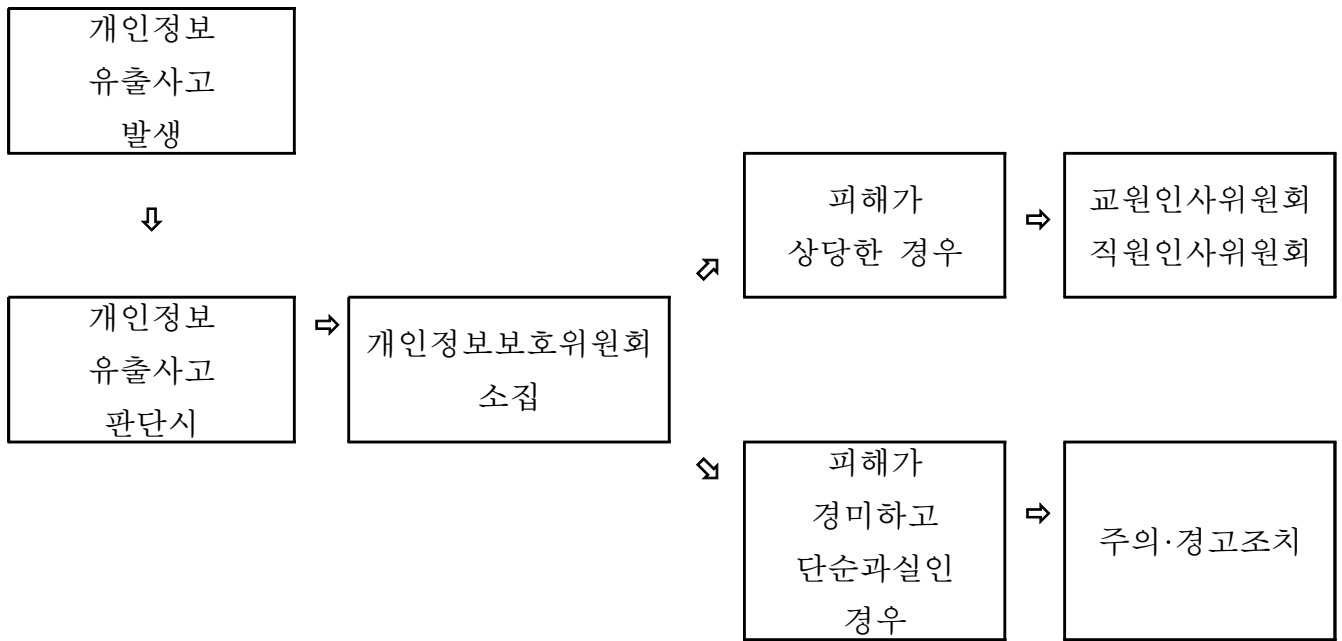 개인정보
유출사고
발생
⇩
개인정보
유출사고
판단시
⇨
개인정보보호위원회
소집
⬀
피해가
상당한 경우
⇨
교원인사위원회
직원인사위원회
⬂
피해가
경미하고
단순과실인
경우
⇨
주의·경고조치